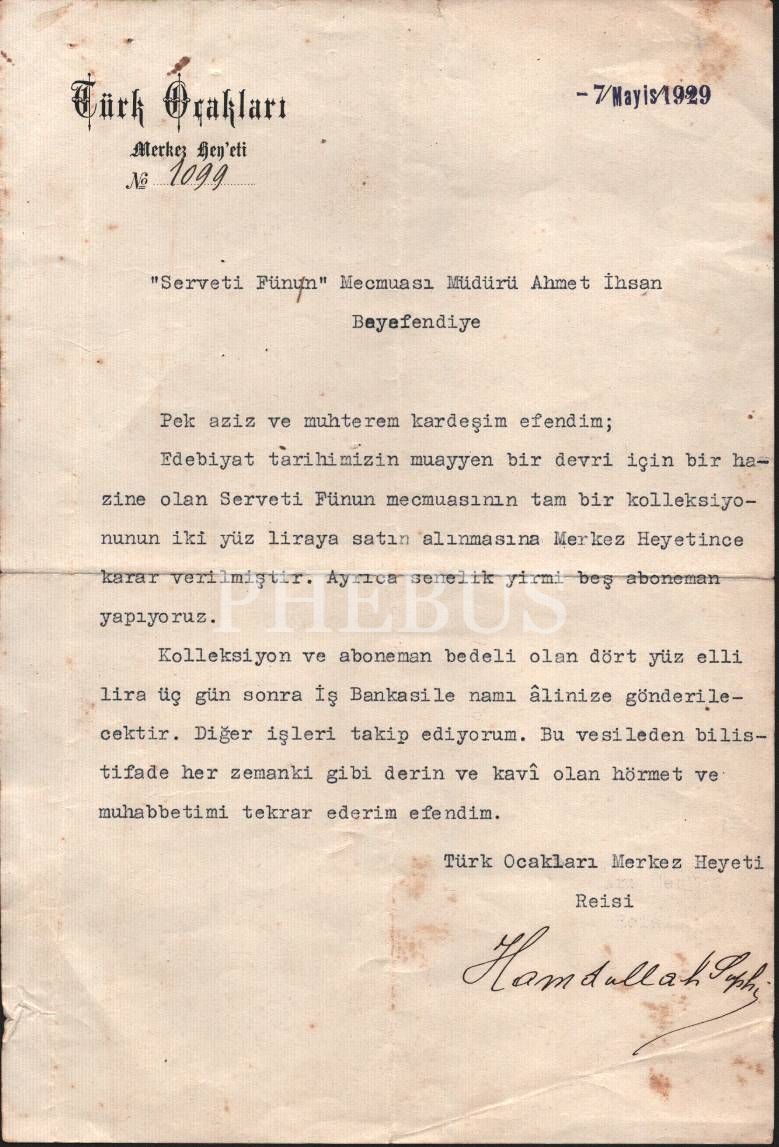 Türk Ocakları
Merkez Hey'eti
№ 1099
- 7 Mayis 1929
"Serveti Fünun" Mecmuası Müdürü Ahmet İhsan
Beyefendiye
Pek aziz ve muhterem kardeşim efendim;
Edebiyat tarihimizin muayyen bir devri için bir ha-
zine olan Serveti Fünun mecmuasının tam bir kolleksiyo-
nunun iki yüz liraya satın alınmasına Merkez Heyetince
karar verilmiştir. Ayrıca senelik yirmi beş aboneman
yapıyoruz.
PHEBUS
Kolleksiyon ve aboneman bedeli olan dört yüz elli
lira üç gün sonra İş Bankasile namı âlinize gönderile-
cektir. Diğer işleri takip ediyorum. Bu vesileden bilis-
tifade her zemanki gibi derin ve kavî olan hörmet ve
muhabbetimi tekrar ederim efendim.
Türk Ocakları Merkez Heyeti
Reisi
Hamdullah Suphi